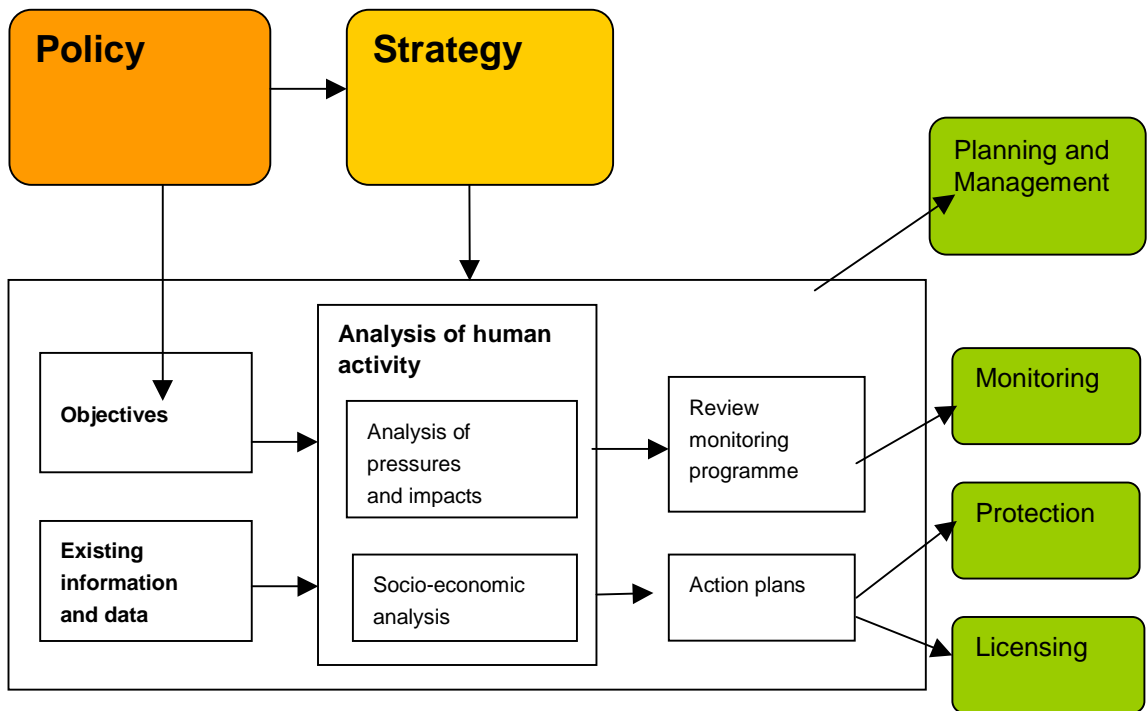 Policy
Strategy
Planning and
Management
Analysis of human
activity
Objectives
Analysis of
pressures
and impacts
Review
monitoring
programme
Monitoring
Existing
information
and data
Socio-economic
analysis
Action plans
Protection
Licensing